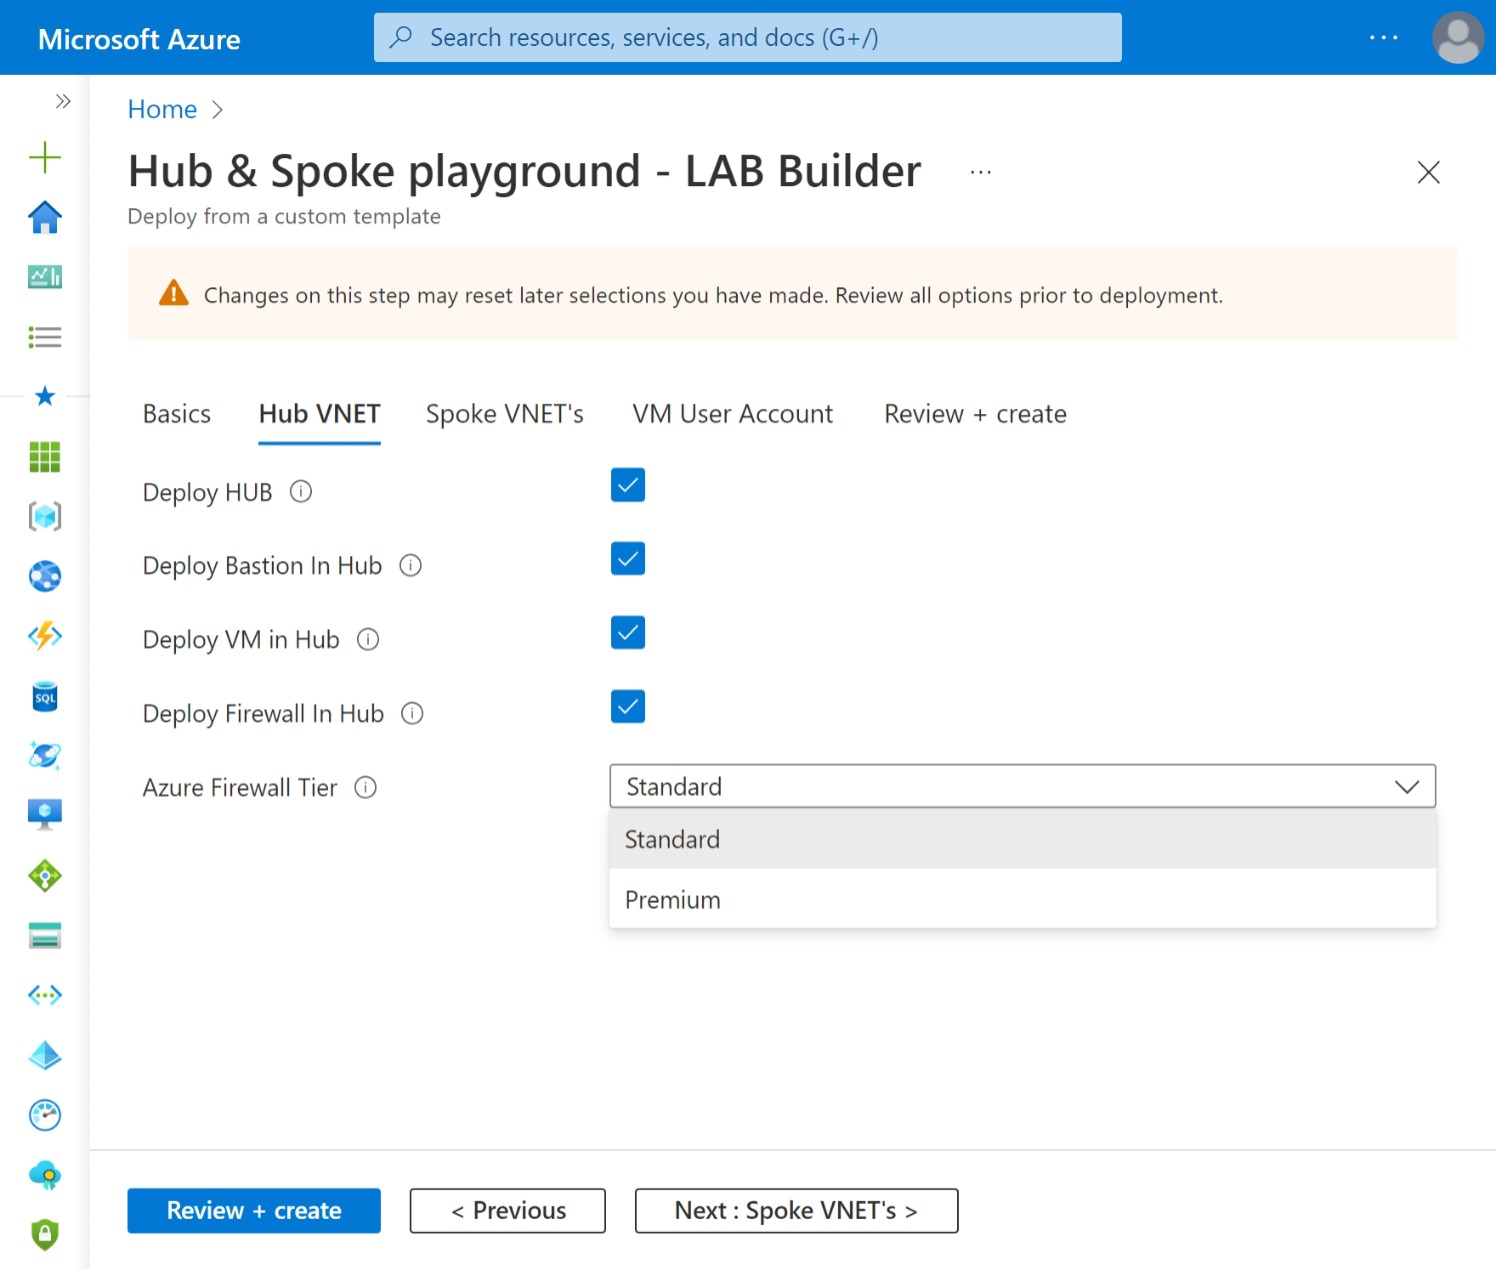 Microsoft Azure
Search resources, services, and docs (G+/)
...
Home >
Hub & Spoke playground - LAB Builder ...
Deploy from a custom template
Changes on this step may reset later selections you have made. Review all options prior to deployment.
Basics Hub VNET Spoke VNET's VM User Account Review + create
Deploy HUB
Deploy Bastion In Hub
Deploy VM in Hub
Deploy Firewall In Hub
Azure Firewall Tier Standard
Standard
Premium
SQL
Review + create < Previous Next : Spoke VNET's >